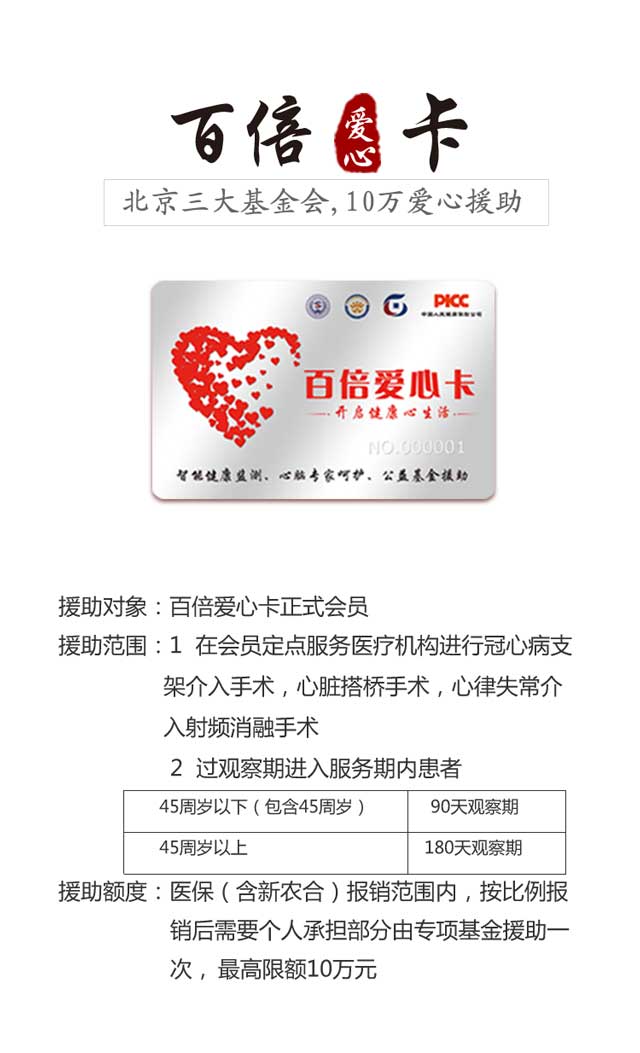 百倍爱心卡
北京三大基金会,10万爱心援助
PICC
中国人民健康保险公司
百倍爱心卡
开启健康心生活
NO.000001
智能健康监测、心脑专家呵护、公益基金援助
援助对象：百倍爱心卡正式会员
援助范围：1 在会员定点服务医疗机构进行冠心病支
架介入手术，心脏搭桥手术，心律失常介
入射频消融手术
2 过观察期进入服务期内患者
45周岁以下（包含45周岁） 90天观察期
45周岁以上 180天观察期
援助额度：医保（含新农合）报销范围内，按比例报
销后需要个人承担部分由专项基金援助一
次，最高限额10万元